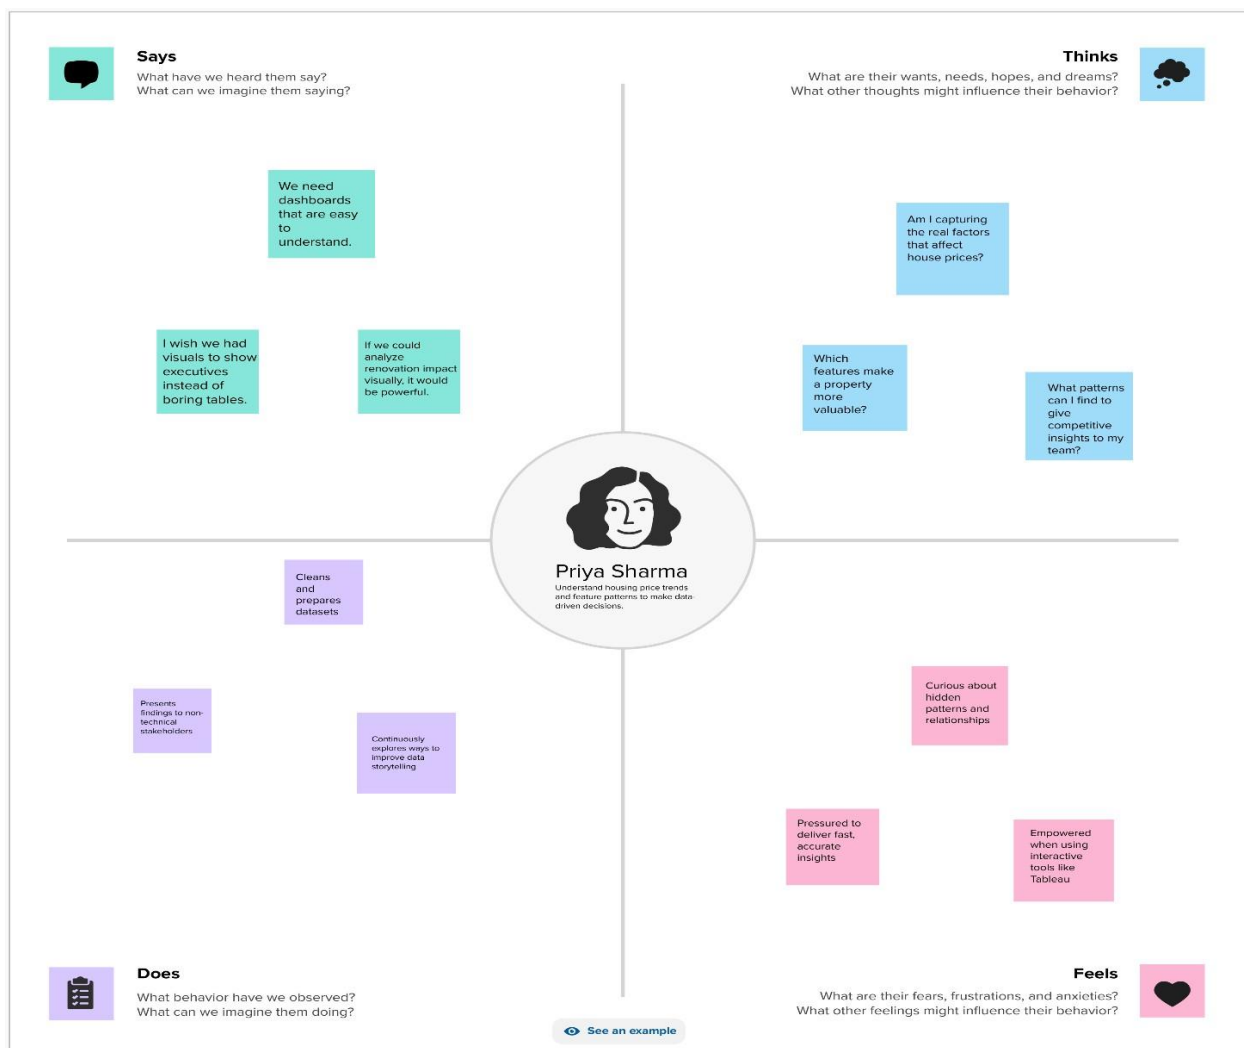 Says
What have we heard them say?
What can we imagine them saying?
Thinks
What are their wants, needs, hopes, and dreams?
What other thoughts might influence their behavior?
We need
dashboards
that are easy
to
understand.
I wish we had
visuals to show
executives
instead of
boring tables.
If we could
analyze
renovation impact
visually, it would
be powerful.
Am I capturing
the real factors
that affect
house prices?
Which
features make
a property
more
valuable?
What patterns
can I find to
give
competitive
insights to my
team?
Priya Sharma
Understand housing price trends
and feature patterns to make data-
driven decisions.
Cleans
and
prepares
datasets
Presents
findings to non-
technical
stakeholders
Continuously
explores ways to
improve data
storytelling
Curious about
hidden
patterns and
relationships
Pressured to
deliver fast,
accurate
insights
Empowered
when using
interactive
tools like
Tableau
Does
What behavior have we observed?
What can we imagine them doing?
Feels
What are their fears, frustrations, and anxieties?
What other feelings might influence their behavior?
See an example